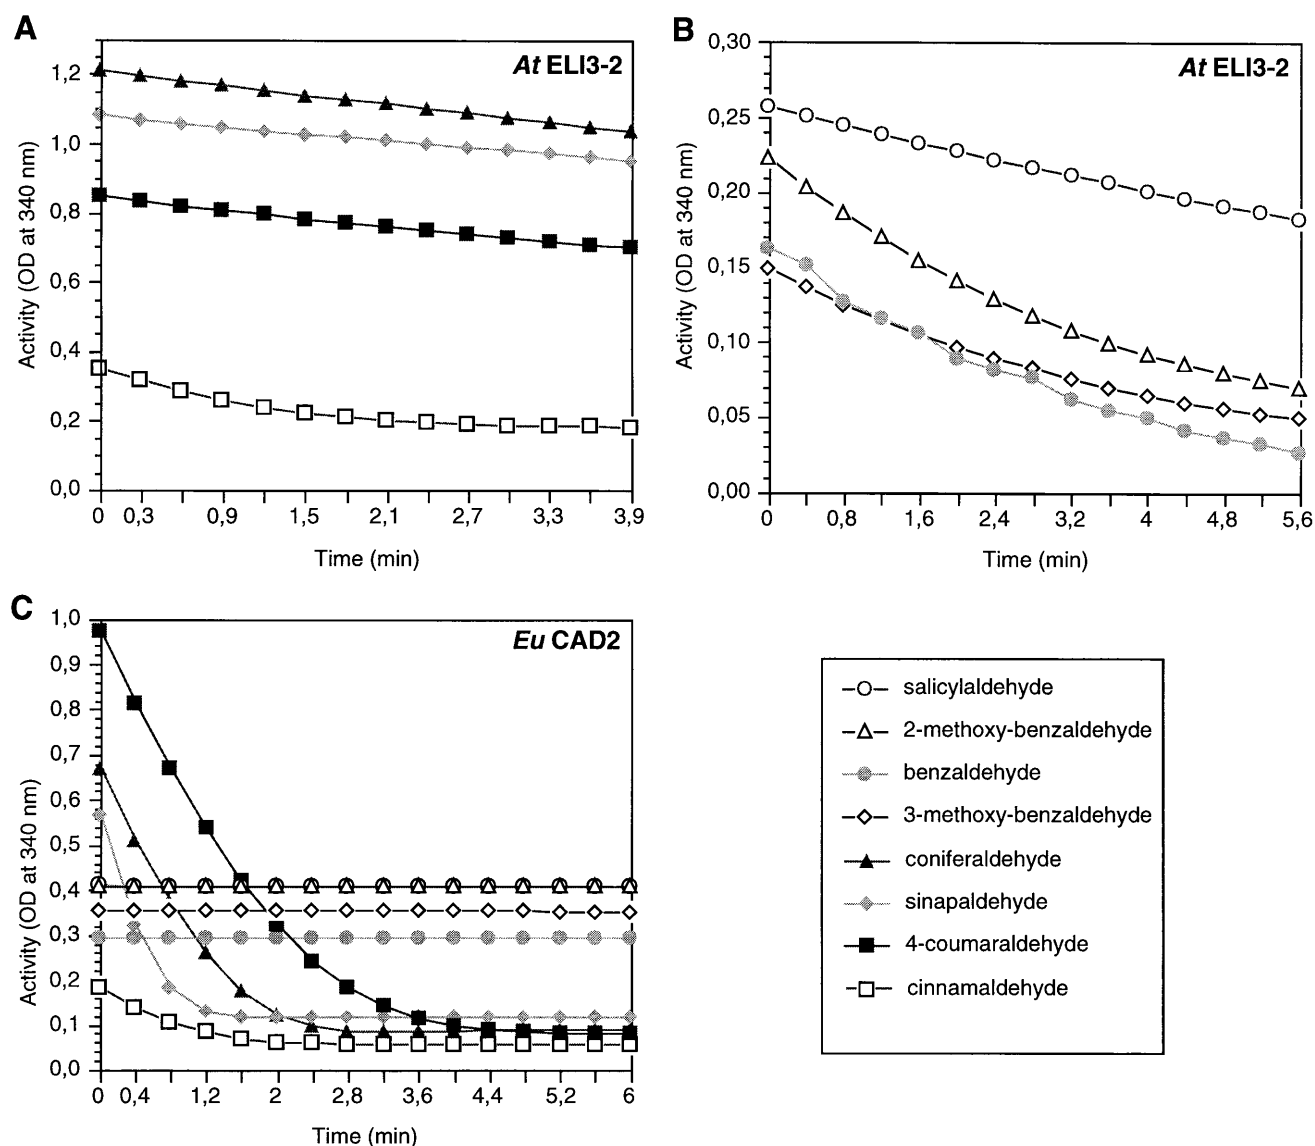 A
At ELI3-2
Activity (OD at 340 nm)
1,2
1,0
0,8
0,6
0,4
0,2
0,0
0 0,3 0,9 1,5 2,1 2,7 3,3 3,9
Time (min)
B
At ELI3-2
Activity (OD at 340 nm)
0,30
0,25
0,20
0,15
0,10
0,05
0,00
0 0,8 1,6 2,4 3,2 4 4,8 5,6
Time (min)
C
Eu CAD2
Activity (OD at 340 nm)
1,0
0,9
0,8
0,7
0,6
0,5
0,4
0,3
0,2
0,1
0,0
0 0,4 1,2 2 2,8 3,6 4,4 5,2 6
Time (min)
salicylaldehyde
2-methoxy-benzaldehyde
benzaldehyde
3-methoxy-benzaldehyde
coniferaldehyde
sinapaldehyde
4-coumaraldehyde
cinnamaldehyde